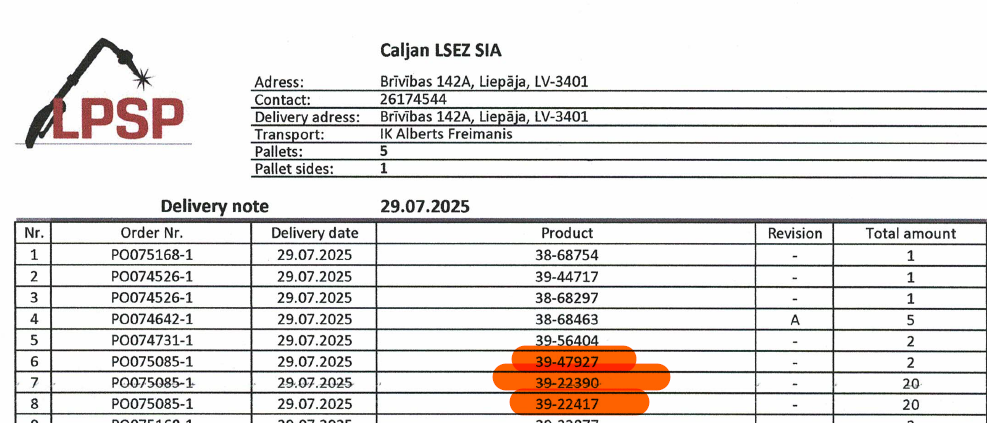 Caljan LSEZ SIA
LPSP
Adress: Brīvības 142A, Liepāja, LV-3401
Contact: 26174544
Delivery adress: Brīvības 142A, Liepāja, LV-3401
Transport: IK Alberts Freimanis
Pallets: 5
Pallet sides: 1
Delivery note 29.07.2025
Nr. Order Nr. Delivery date Product Revision Total amount
1 PO075168-1 29.07.2025 38-68754 - 1
2 PO074526-1 29.07.2025 39-44717 - 1
3 PO074526-1 29.07.2025 38-68297 - 1
4 PO074642-1 29.07.2025 38-68463 A 5
5 PO074731-1 29.07.2025 39-56404 - 2
6 PO075085-1 29.07.2025 39-47927 - 2
7 PO075085-1 29.07.2025 39-22390 - 20
8 PO075085-1 29.07.2025 39-22417 - 20